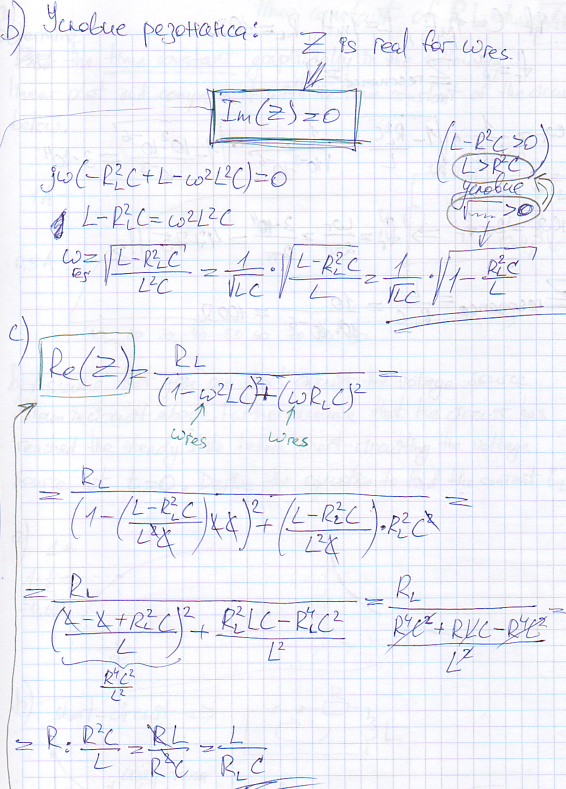 b) Условие резонанса:
Z is real for ωres.
Im(Z)=0
(L-R²C>0)
(L>R²C)
условие
√.... >0
jω(-R_L²C+L-ω²L²C)=0
L-R_L²C=ω²L²C
ω_res=√((L-R_L²C)/(L²C)) = 1/√(LC) · √((L-R_L²C)/L) = 1/√(LC) · √(1-R_L²C/L)
c) Re(Z)= R_L/((1-ω²LC)²+(ωR_LC)²) =
ωres ωres
= R_L/((1-((L-R_L²C)/(L²C))LC)²+((L-R_L²C)/(L²C))·R_L²C²) =
= R_L/(((L-L+R_L²C)/L)²+(R_L²LC-R_L⁴C²)/L²) = R_L/((R⁴C²+R²LC-R⁴C²)/L²) =
R⁴C²/L²
= R : R²C/L = RL/R²C = L/(R_L C)